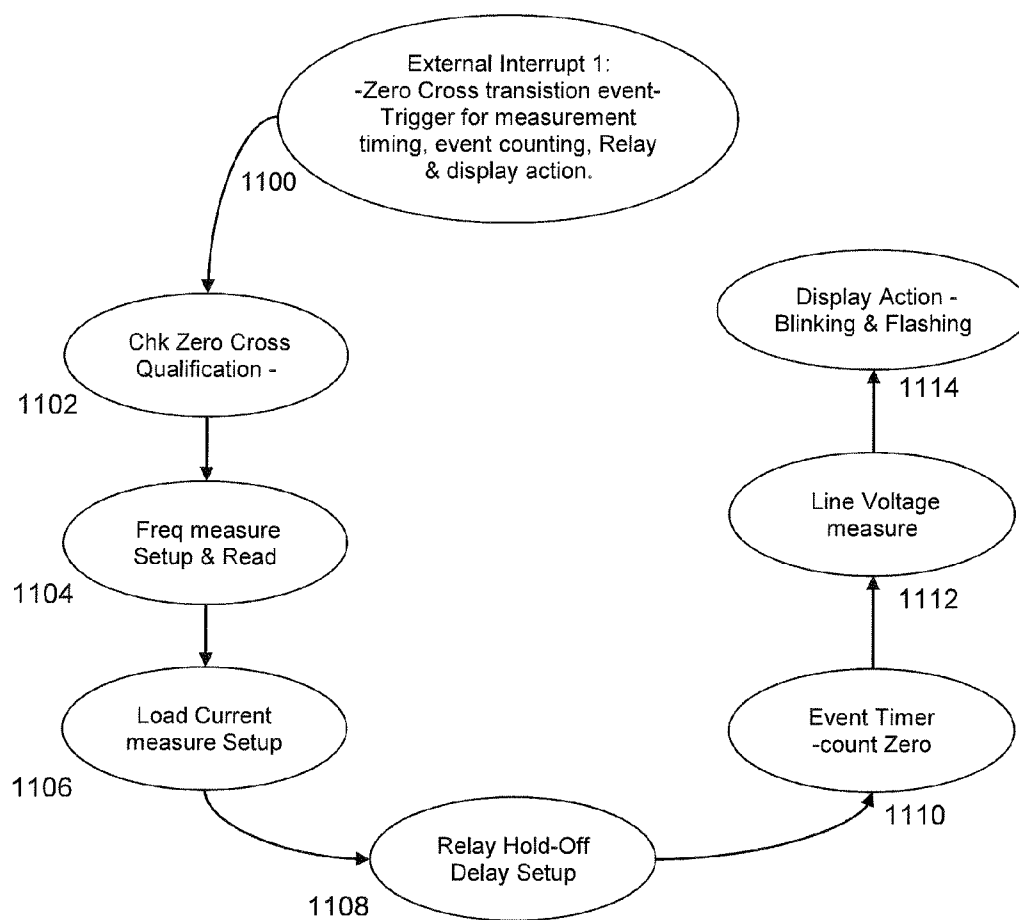 External Interrupt 1:
-Zero Cross transistion event-
Trigger for measurement
timing, event counting, Relay
& display action.
1100
Chk Zero Cross
Qualification -
1102
Freq measure
Setup & Read
1104
Load Current
measure Setup
1106
Relay Hold-Off
Delay Setup
1108
Event Timer
-count Zero
1110
Line Voltage
measure
1112
Display Action -
Blinking & Flashing
1114